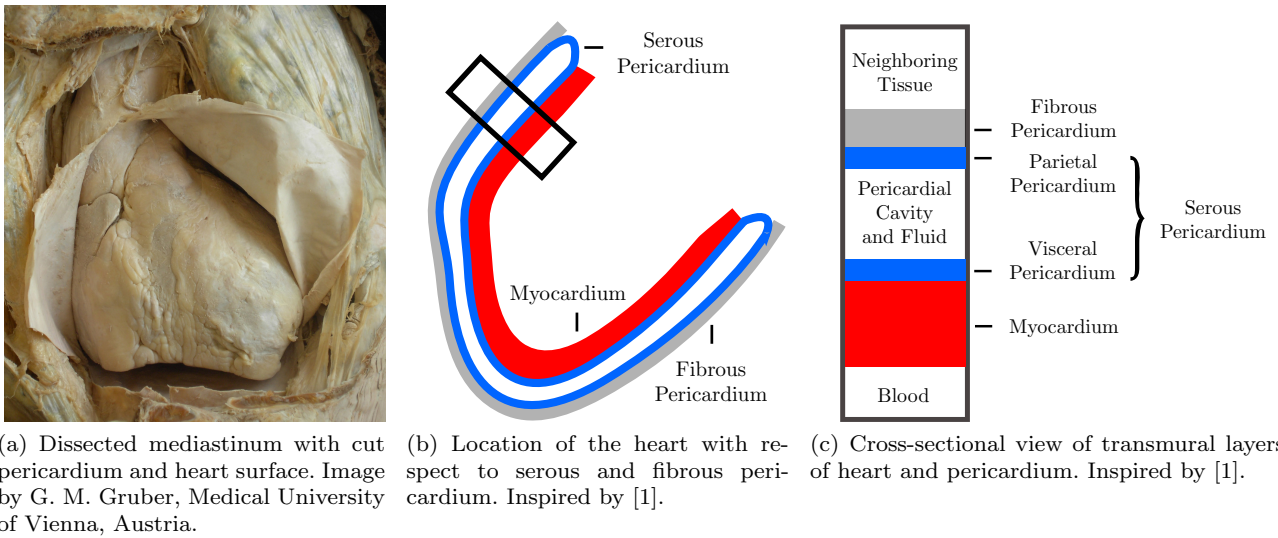 Serous
Pericardium
Myocardium
Fibrous
Pericardium
Neighboring
Tissue
Fibrous
Pericardium
Parietal
Pericardium
Pericardial
Cavity
and Fluid
Serous
Pericardium
Visceral
Pericardium
Myocardium
Blood
(a) Dissected mediastinum with cut
pericardium and heart surface. Image
by G. M. Gruber, Medical University
of Vienna, Austria.
(b) Location of the heart with re-
spect to serous and fibrous peri-
cardium. Inspired by [1].
(c) Cross-sectional view of transmural layers
of heart and pericardium. Inspired by [1].